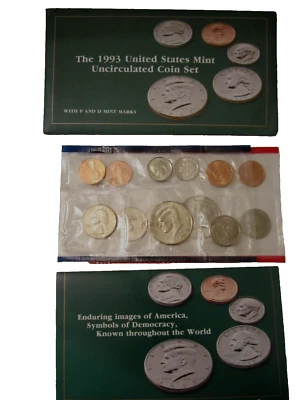 The 1993 United States Mint
Uncirculated Coin Set
WITH P AND D MINT MARKS
Enduring images of America,
Symbols of Democracy,
Known throughout the World